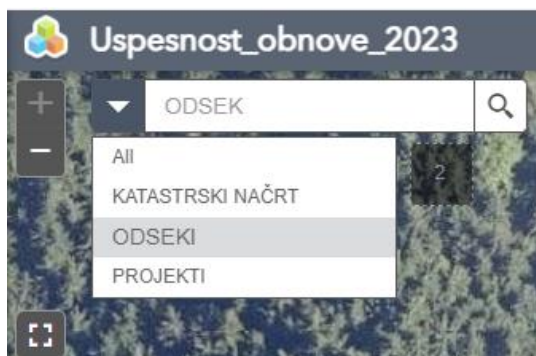 Uspesnost_obnove_2023
ODSEK
All
KATASTRSKI NAČRT
ODSEKI
PROJEKTI
2